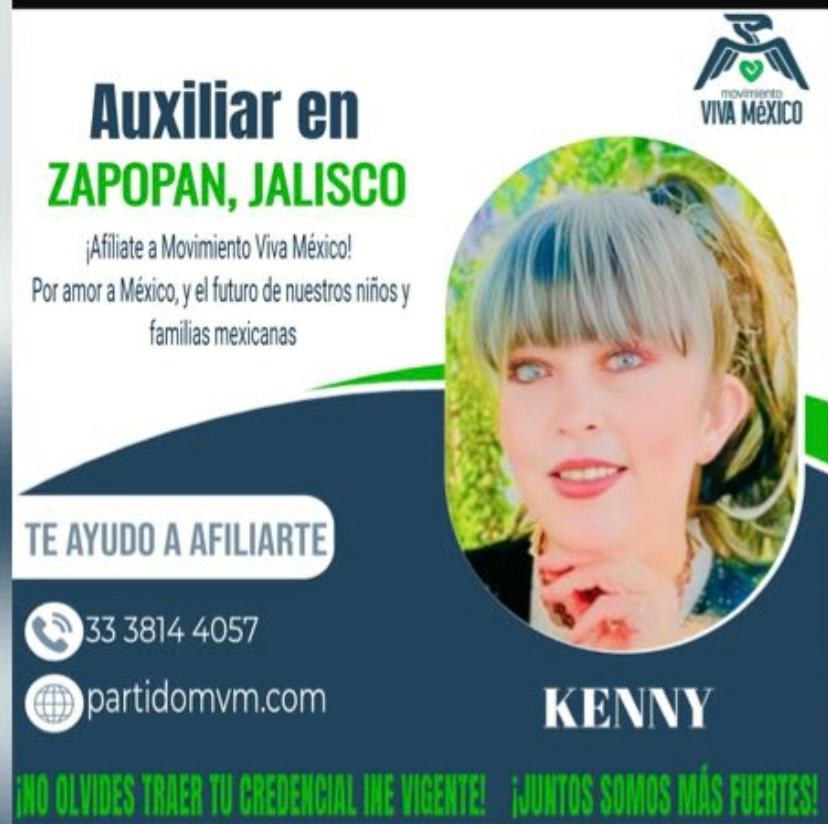 movimiento
VIVA MéXICO
Auxiliar en
ZAPOPAN, JALISCO
¡Afíliate a Movimiento Viva México!
Por amor a México, y el futuro de nuestros niños y
familias mexicanas
TE AYUDO A AFILIARTE
33 3814 4057
partidomvm.com
KENNY
¡NO OLVIDES TRAER TU CREDENCIAL INE VIGENTE! ¡JUNTOS SOMOS MÁS FUERTES!